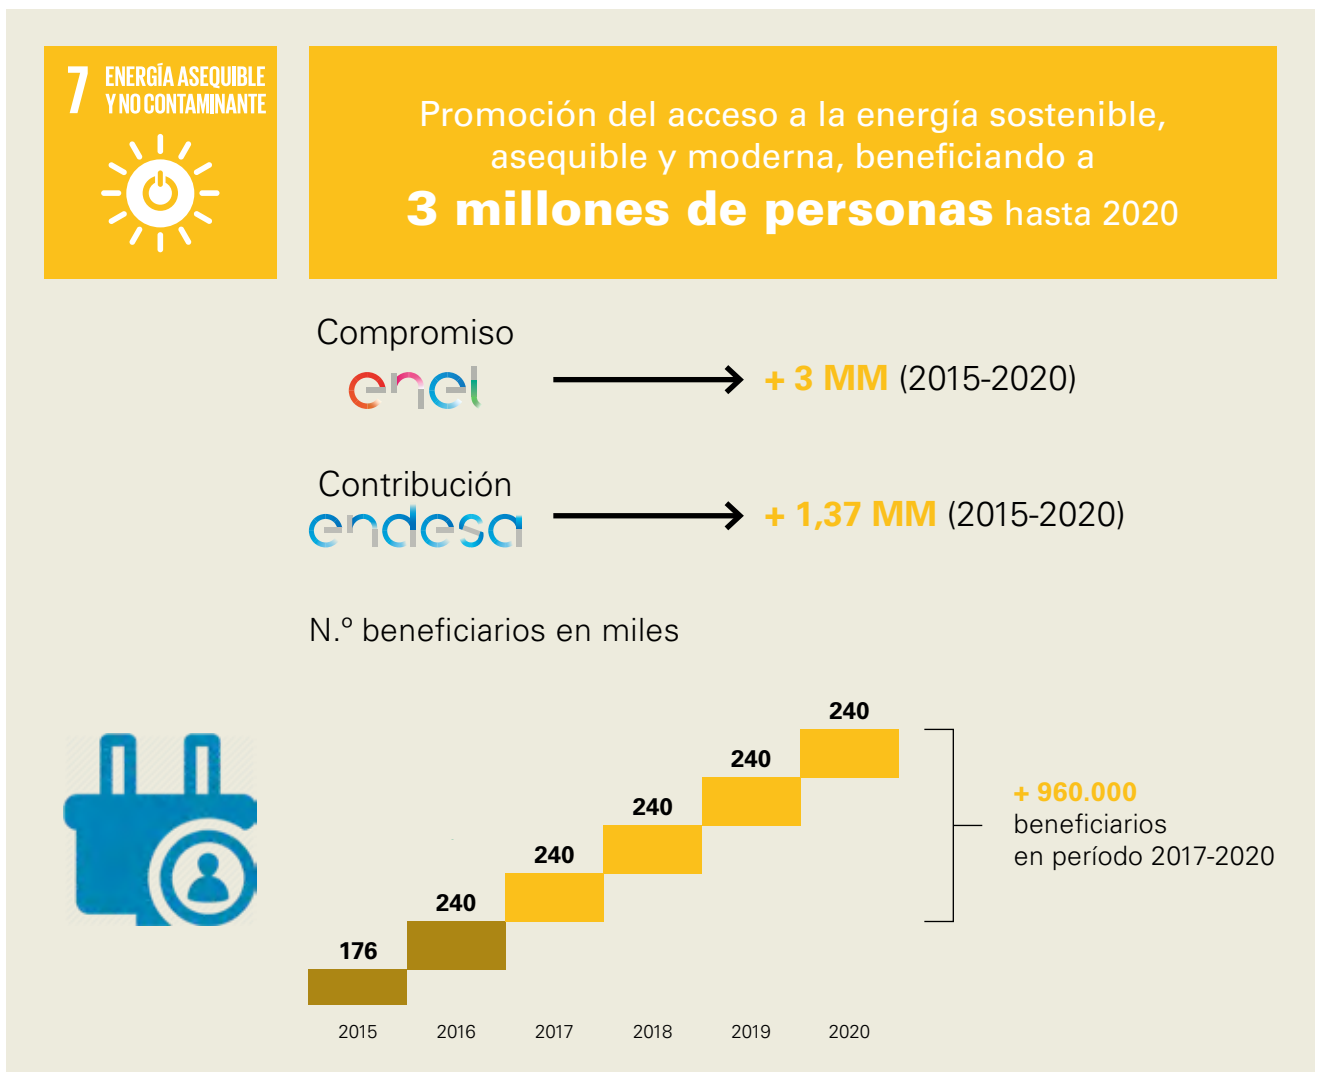 7 ENERGÍA ASEQUIBLE
Y NO CONTAMINANTE
Promoción del acceso a la energía sostenible,
asequible y moderna, beneficiando a
3 millones de personas hasta 2020
Compromiso
enel
+ 3 MM (2015-2020)
Contribución
endesa
+ 1,37 MM (2015-2020)
N.º beneficiarios en miles
240
240
240
240
240
176
+ 960.000
beneficiarios
en período 2017-2020
2015 2016 2017 2018 2019 2020